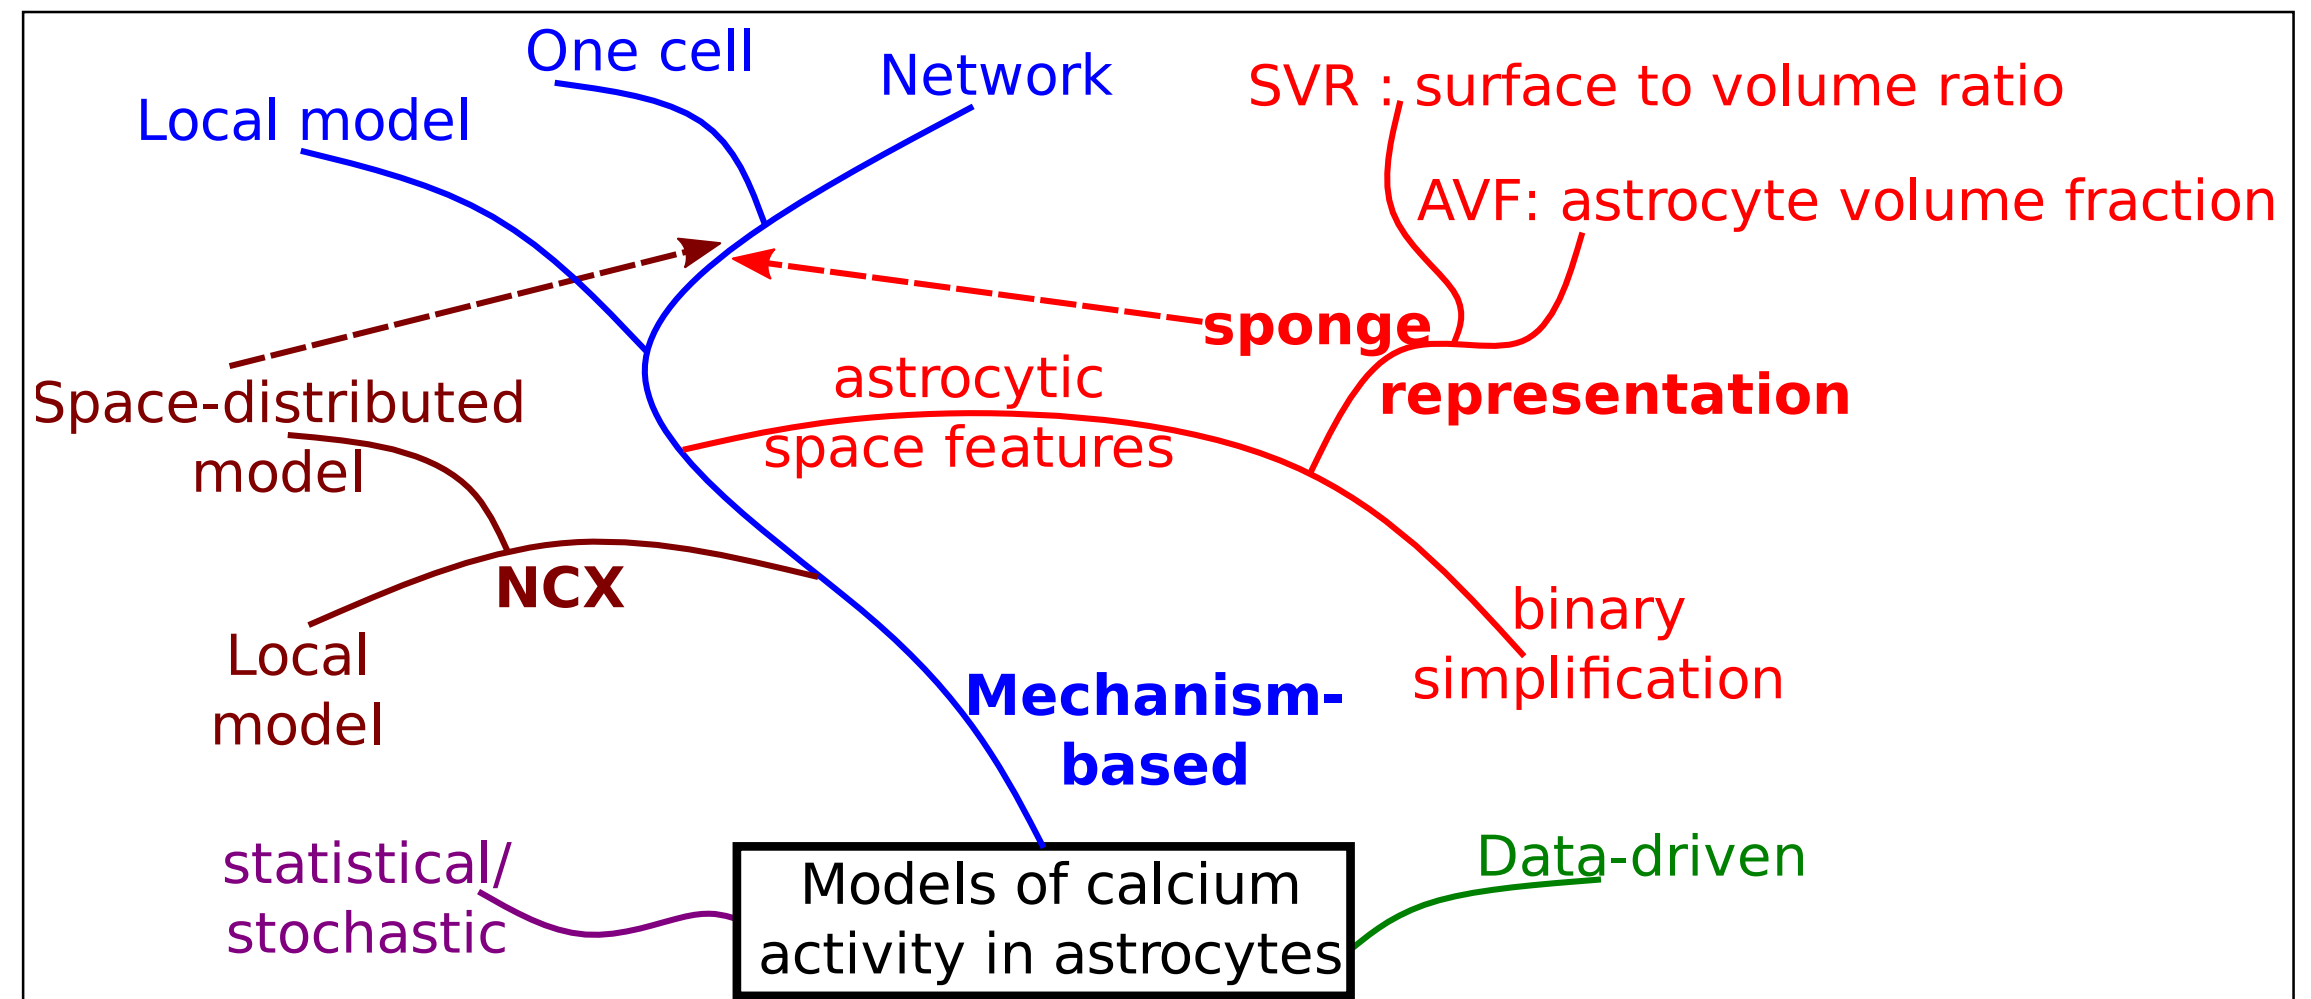 One cell
Network
Local model
SVR : surface to volume ratio
AVF: astrocyte volume fraction
sponge
representation
astrocytic
space features
Space-distributed
model
NCX
Local
model
binary
simplification
Mechanism-
based
statistical/
stochastic
Models of calcium
activity in astrocytes
Data-driven